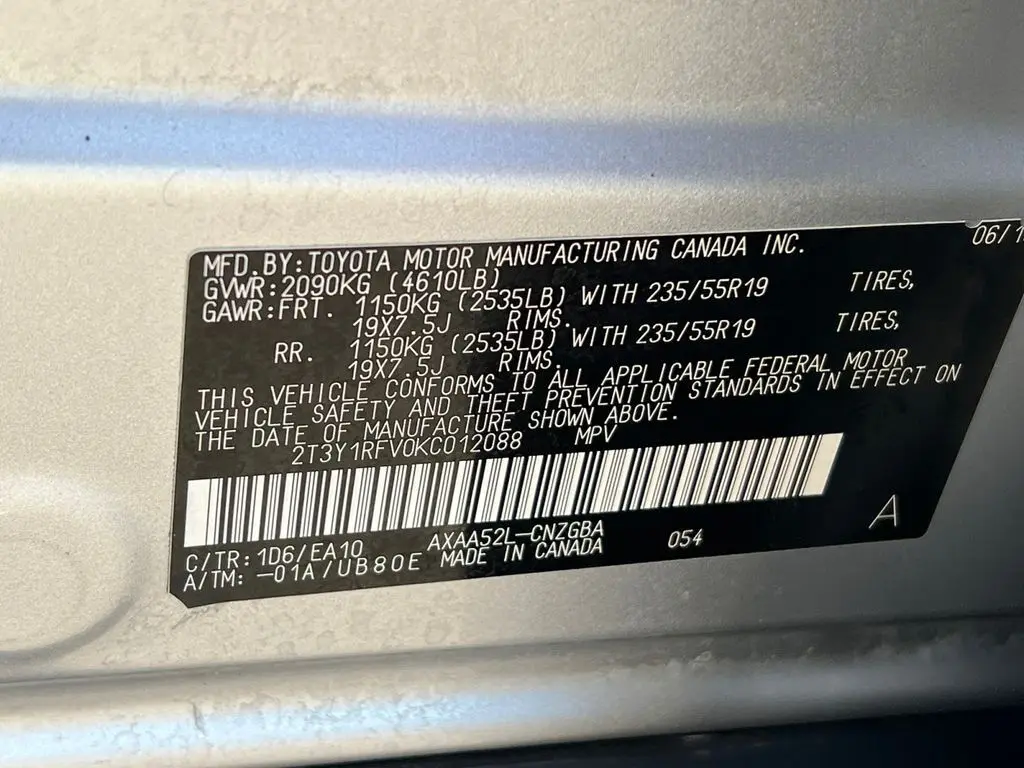 MFD.BY:TOYOTA MOTOR MANUFACTURING CANADA INC. 06/1
GVWR:2090KG (4610LB)
GAWR:FRT. 1150KG (2535LB) WITH 235/55R19 TIRES,
19X7.5J RIMS.
RR. 1150KG (2535LB) WITH 235/55R19 TIRES,
19X7.5J RIMS.
THIS VEHICLE CONFORMS TO ALL APPLICABLE FEDERAL MOTOR
VEHICLE SAFETY AND THEFT PREVENTION STANDARDS IN EFFECT ON
THE DATE OF MANUFACTURE SHOWN ABOVE.
2T3Y1RFV0KC012088 MPV
C/TR:1D6/EA10 AXAA52L-CNZGBA 054 A
A/TM:-01A/UB80E MADE IN CANADA